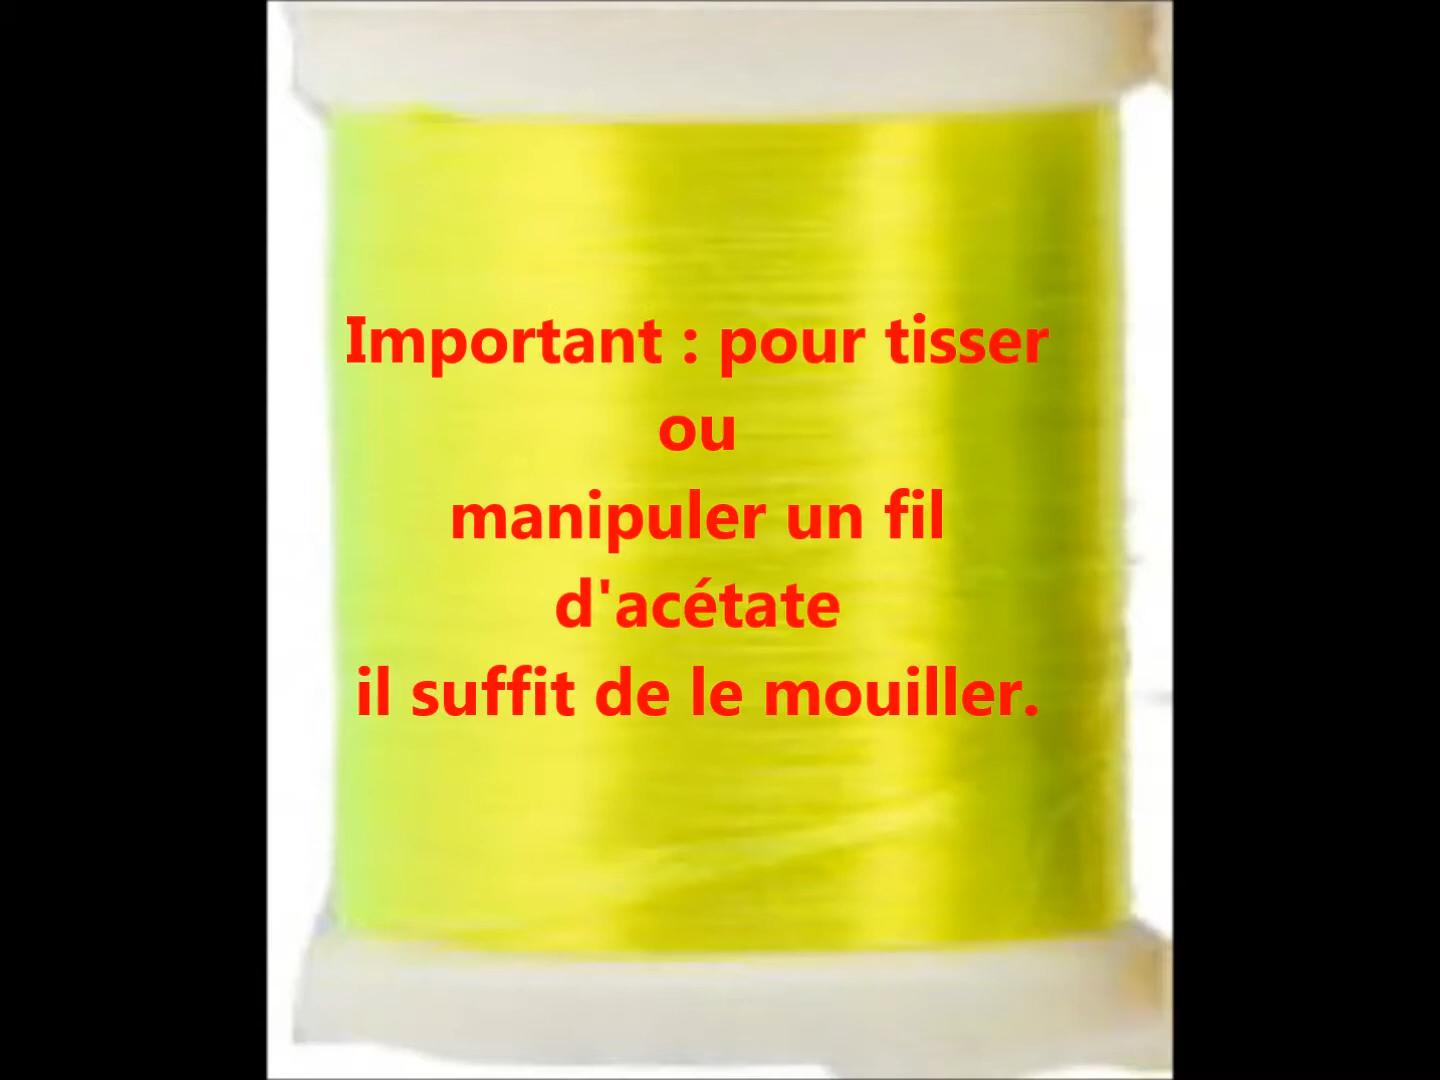 Important : pour tisser
ou
manipuler un fil
d'acétate
il suffit de le mouiller.